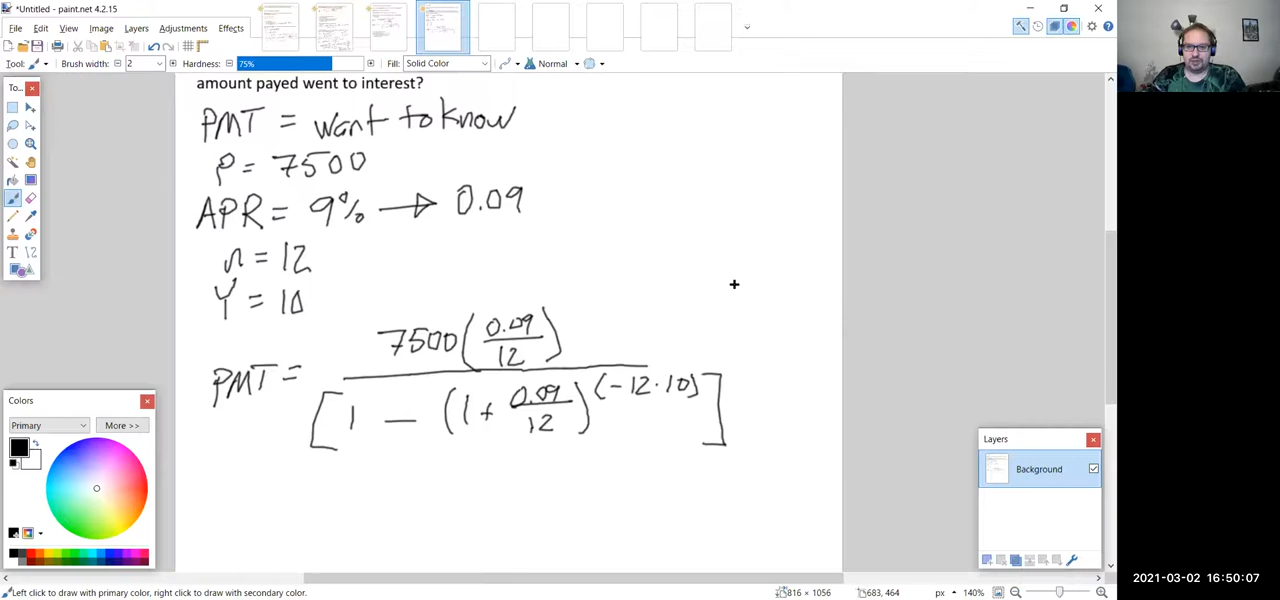 *Untitled - paint.net 4.2.15
File Edit View Image Layers Adjustments Effects
Tool: Brush width: 2 Hardness: 75% Fill: Solid Color Normal
amount payed went to interest?
PMT = want to know
P = 7500
APR = 9% → 0.09
n = 12
Y = 10
PMT = 7500(0.09/12) / [1 - (1 + 0.09/12)^(-12·10)]
To...
Colors
Primary More >>
Layers
Background
Left click to draw with primary color, right click to draw with secondary color.
816 x 1056
683, 464
px 140%
2021-03-02 16:50:07